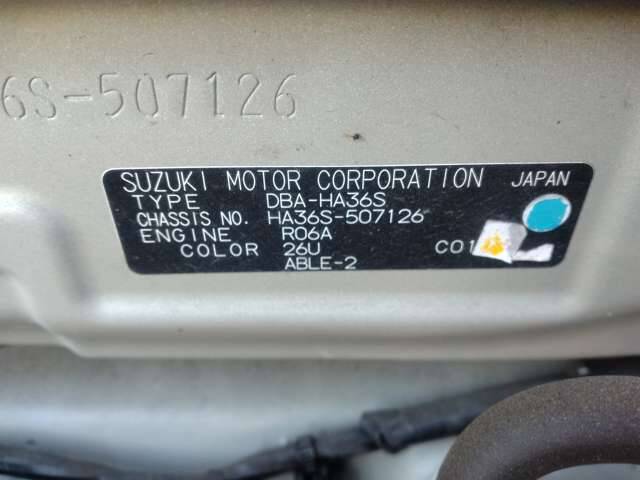 6S-507126
SUZUKI MOTOR CORPORATION JAPAN
TYPE DBA-HA36S
CHASSIS NO. HA36S-507126
ENGINE R06A
COLOR 26U C01
ABLE-2